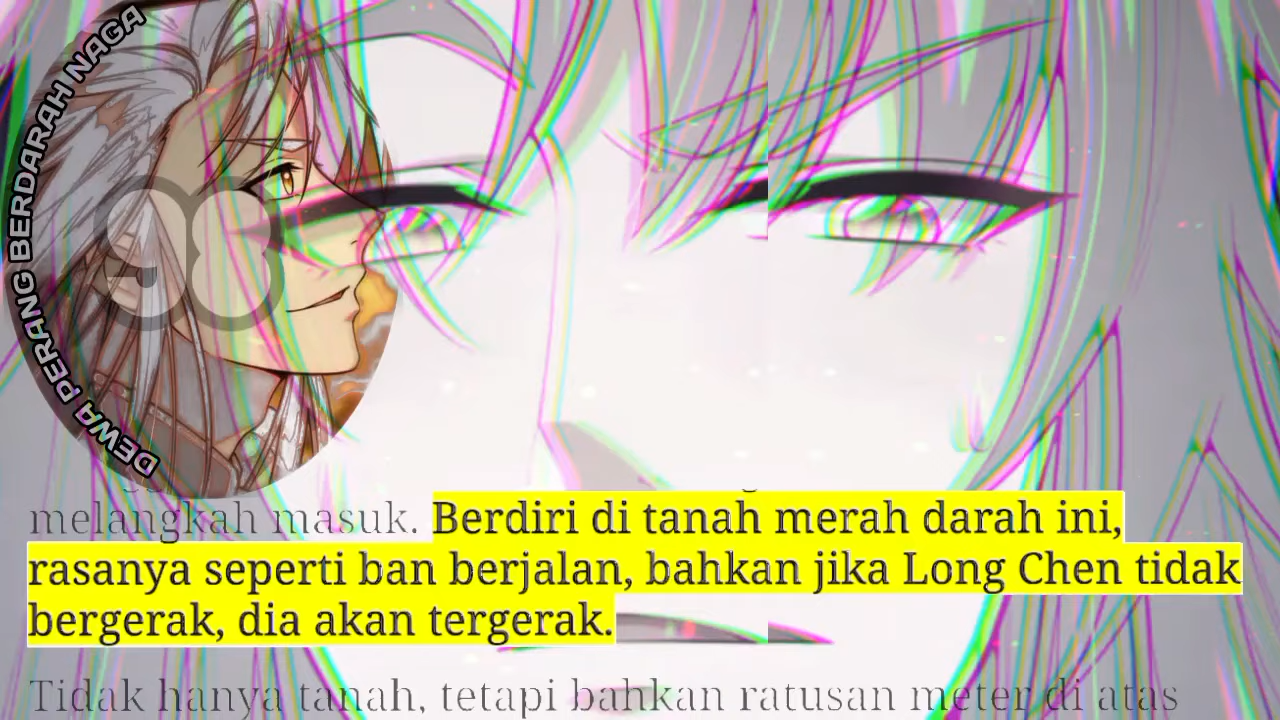 DEWA PERANG BERDARAH NAGA
98
melangkah masuk. Berdiri di tanah merah darah ini,
rasanya seperti ban berjalan, bahkan jika Long Chen tidak
bergerak, dia akan tergerak.
Tidak hanya tanah, tetapi bahkan ratusan meter di atas